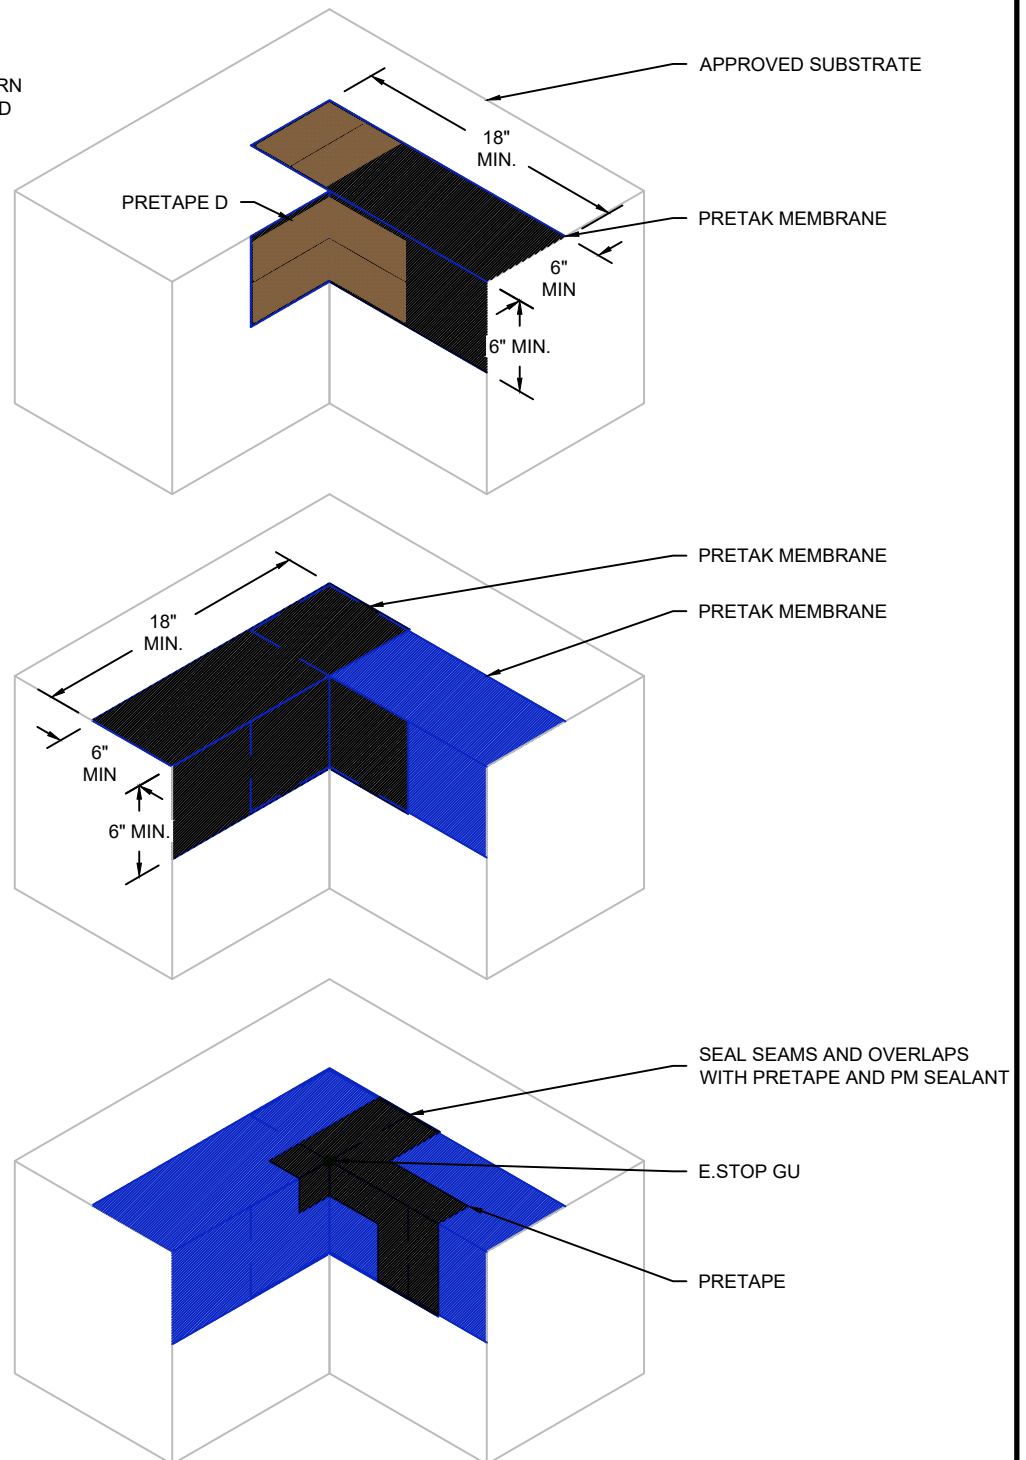 APPROVED SUBSTRATE
18"
MIN.
PRETAPE D
PRETAK MEMBRANE
6"
MIN
6" MIN.
PRETAK MEMBRANE
PRETAK MEMBRANE
18"
MIN.
6"
MIN
6" MIN.
SEAL SEAMS AND OVERLAPS
WITH PRETAPE AND PM SEALANT
E.STOP GU
PRETAPE